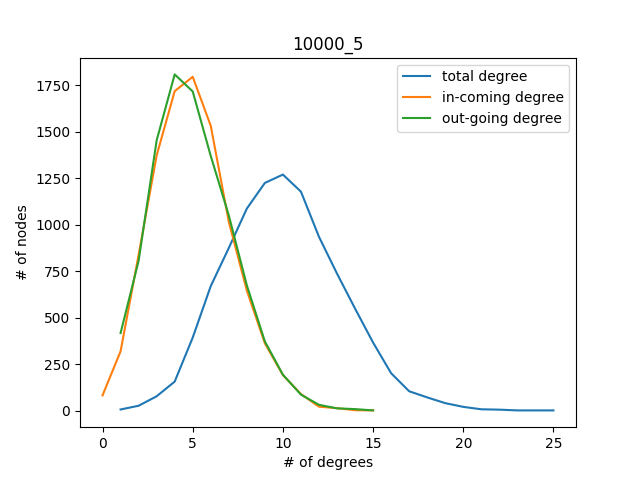 10000_5
total degree
in-coming degree
out-going degree
# of nodes
1750
1500
1250
1000
750
500
250
0
0 5 10 15 20 25
# of degrees